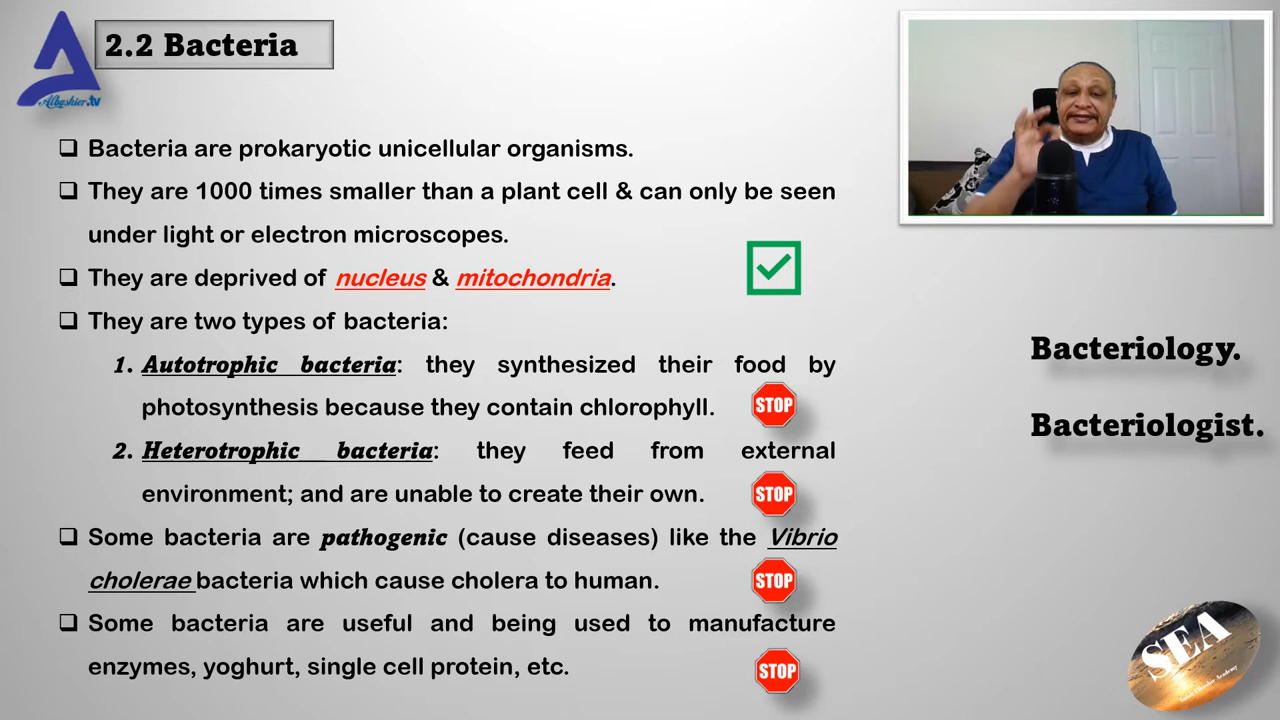 2.2 Bacteria
Albashier.tv
Bacteria are prokaryotic unicellular organisms.
They are 1000 times smaller than a plant cell & can only be seen
under light or electron microscopes.
They are deprived of nucleus & mitochondria.
They are two types of bacteria:
1. Autotrophic bacteria: they synthesized their food by
photosynthesis because they contain chlorophyll.
STOP
2. Heterotrophic bacteria: they feed from external
environment; and are unable to create their own.
STOP
Some bacteria are pathogenic (cause diseases) like the Vibrio
cholerae bacteria which cause cholera to human.
STOP
Some bacteria are useful and being used to manufacture
enzymes, yoghurt, single cell protein, etc.
STOP
Bacteriology.
Bacteriologist.
SEA